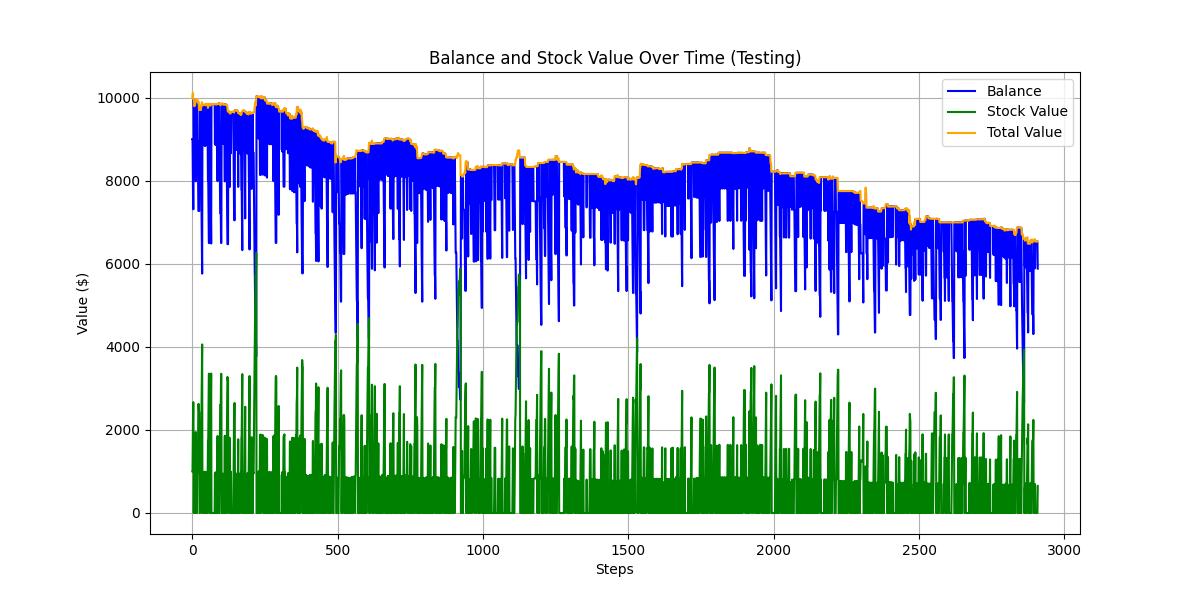 Balance and Stock Value Over Time (Testing)
Balance
Stock Value
Total Value
Value ($)
10000
8000
6000
4000
2000
0
0 500 1000 1500 2000 2500 3000
Steps